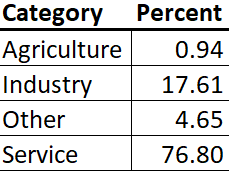 Category Percent
Agriculture 0.94
Industry 17.61
Other 4.65
Service 76.80